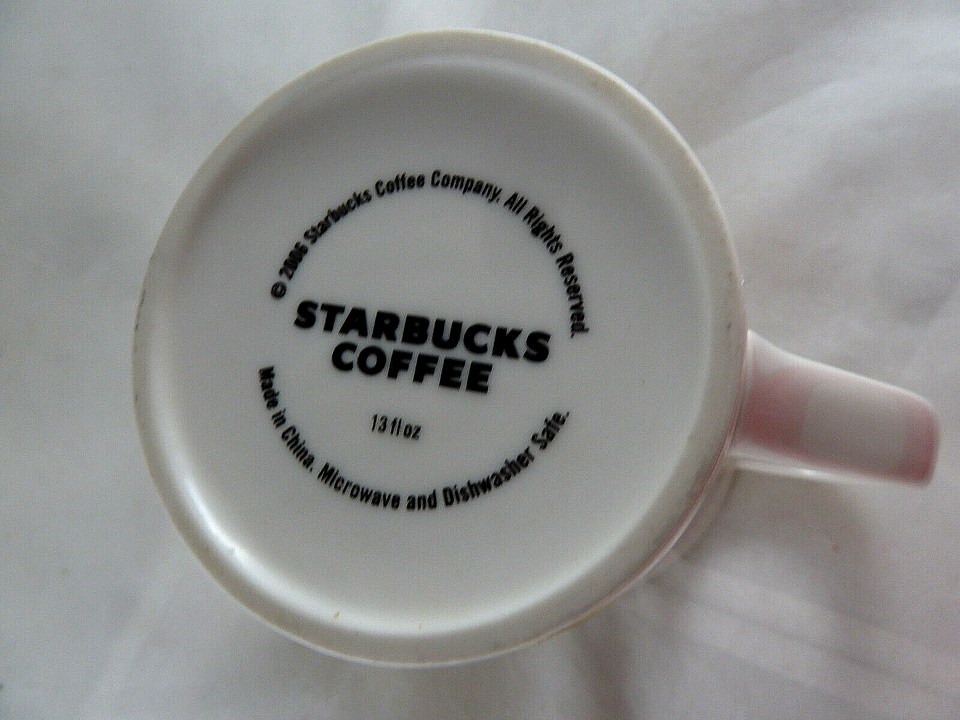 © 2006 Starbucks Coffee Company. All Rights Reserved.
STARBUCKS
COFFEE
13 fl oz
Made in China. Microwave and Dishwasher Safe.